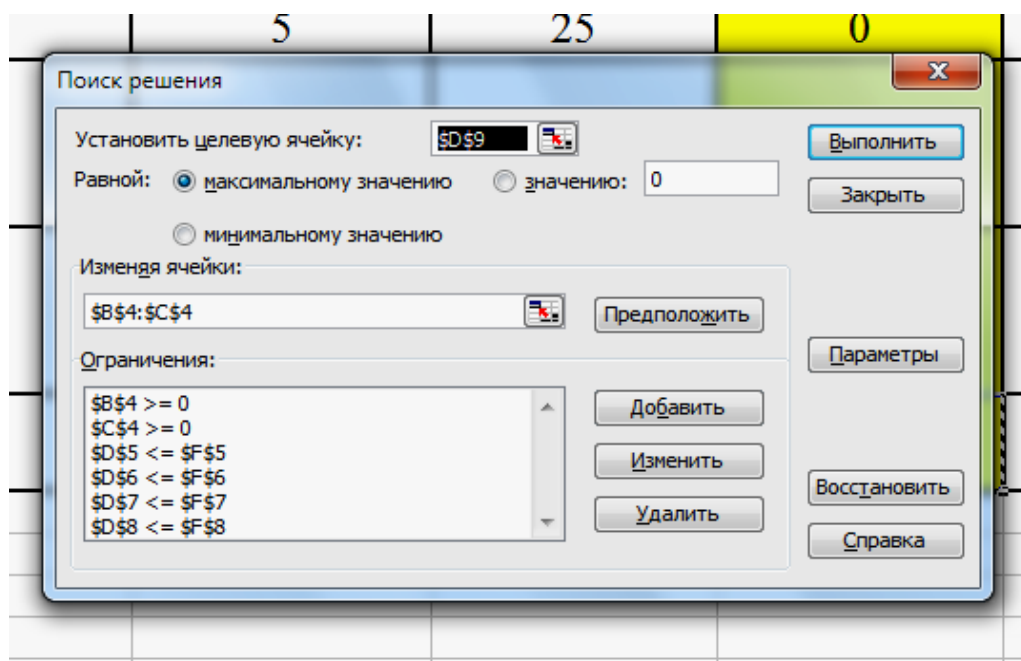 5 25 0
Поиск решения
Установить целевую ячейку: $D$9 Выполнить
Равной: максимальному значению значению: 0 Закрыть
минимальному значению
Изменяя ячейки:
$B$4:$C$4 Предположить
Ограничения: Параметры
$B$4 >= 0 Добавить
$C$4 >= 0
$D$5 <= $F$5 Изменить
$D$6 <= $F$6 Восстановить
$D$7 <= $F$7 Удалить
$D$8 <= $F$8 Справка